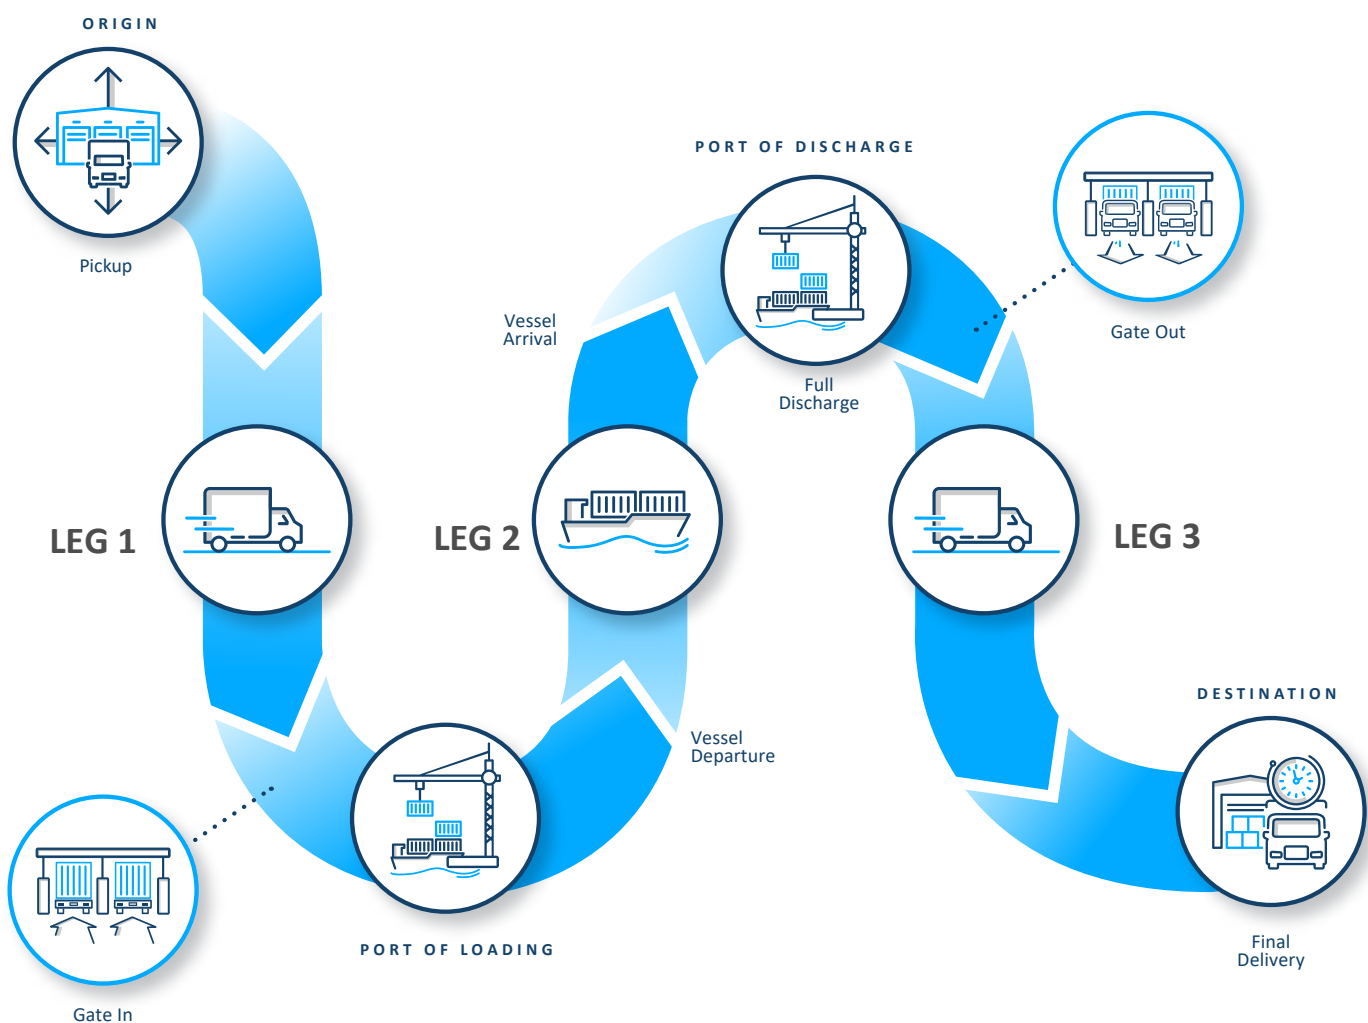 ORIGIN
Pickup
LEG 1
Gate In
PORT OF LOADING
Vessel
Departure
LEG 2
Vessel
Arrival
PORT OF DISCHARGE
Full
Discharge
Gate Out
LEG 3
DESTINATION
Final
Delivery